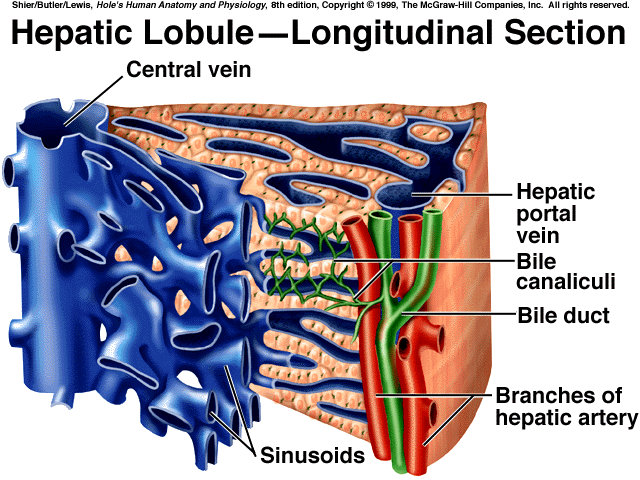 Shier/Butler/Lewis, Hole's Human Anatomy and Physiology, 8th edition, Copyright © 1999, The McGraw-Hill Companies, Inc. All rights reserved.
Hepatic Lobule—Longitudinal Section
Central vein
Hepatic
portal
vein
Bile
canaliculi
Bile duct
Branches of
hepatic artery
Sinusoids